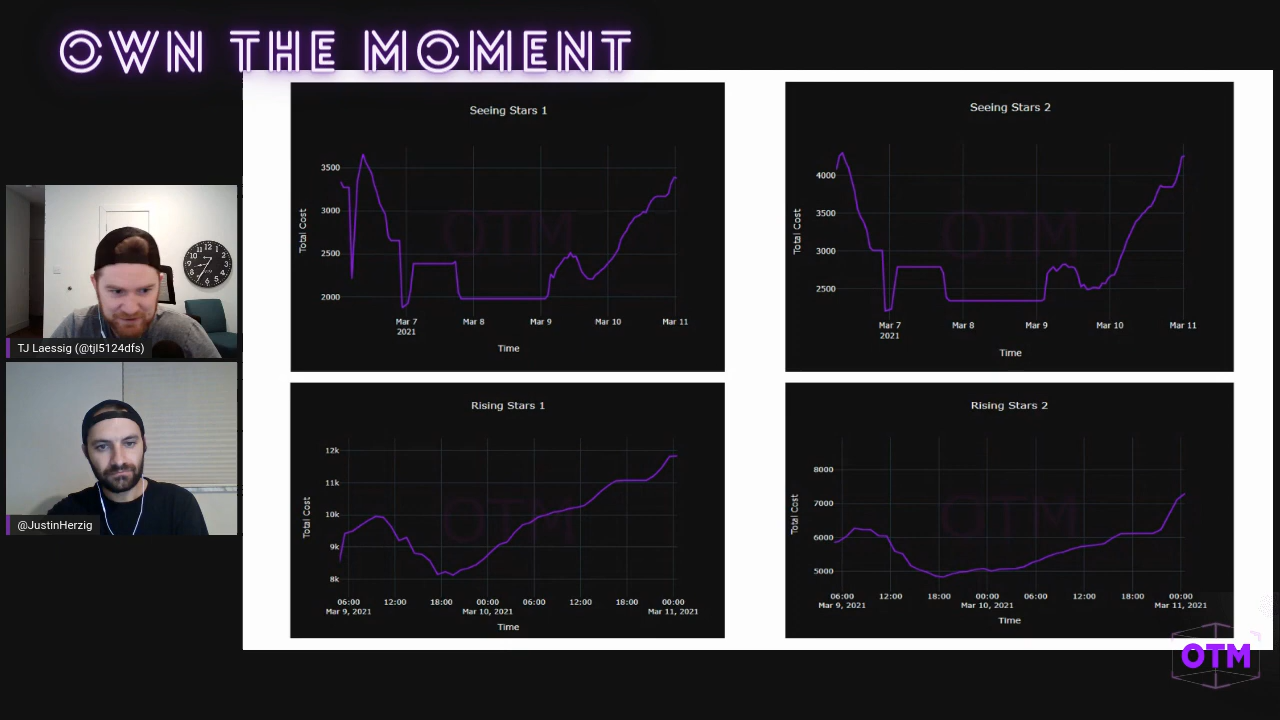 OWN THE MOMENT
Seeing Stars 1
OTM
Total Cost
3500
3000
2500
2000
Mar 7
2021
Mar 8
Mar 9
Mar 10
Mar 11
Time
Seeing Stars 2
OTM
Total Cost
4000
3500
3000
2500
Mar 7
2021
Mar 8
Mar 9
Mar 10
Mar 11
Time
TJ Laessig (@tjl5124dfs)
@JustinHerzig
Rising Stars 1
OTM
Total Cost
12k
11k
10k
9k
8k
06:00 12:00 18:00 00:00 06:00 12:00 18:00 00:00
Mar 9, 2021 Mar 10, 2021 Mar 11, 2021
Time
Rising Stars 2
OTM
Total Cost
8000
7000
6000
5000
06:00 12:00 18:00 00:00 06:00 12:00 18:00 00:00
Mar 9, 2021 Mar 10, 2021 Mar 11, 2021
Time
OTM